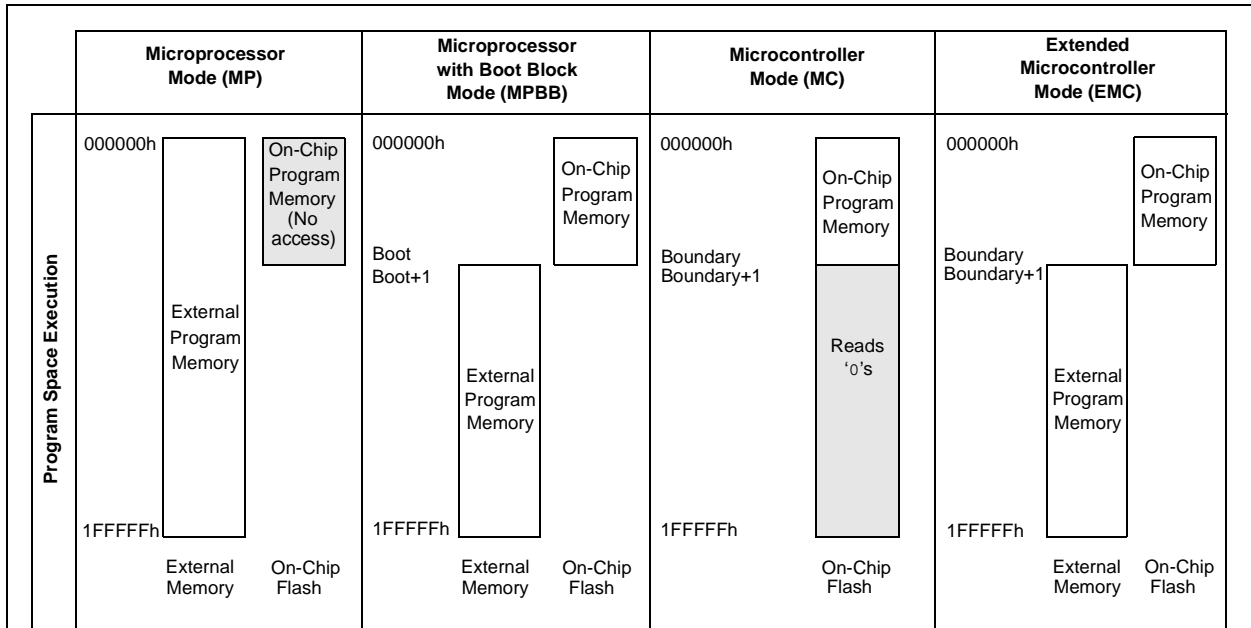 Microprocessor
Mode (MP)
Microprocessor
with Boot Block
Mode (MPBB)
Microcontroller
Mode (MC)
Extended
Microcontroller
Mode (EMC)
Program Space Execution
000000h
On-Chip
Program
Memory
(No
access)
External
Program
Memory
1FFFFFh
External
Memory
On-Chip
Flash
000000h
On-Chip
Program
Memory
Boot
Boot+1
External
Program
Memory
1FFFFFh
External
Memory
On-Chip
Flash
000000h
On-Chip
Program
Memory
Boundary
Boundary+1
Reads
‘0’s
1FFFFFh
On-Chip
Flash
000000h
On-Chip
Program
Memory
Boundary
Boundary+1
External
Program
Memory
1FFFFFh
External
Memory
On-Chip
Flash